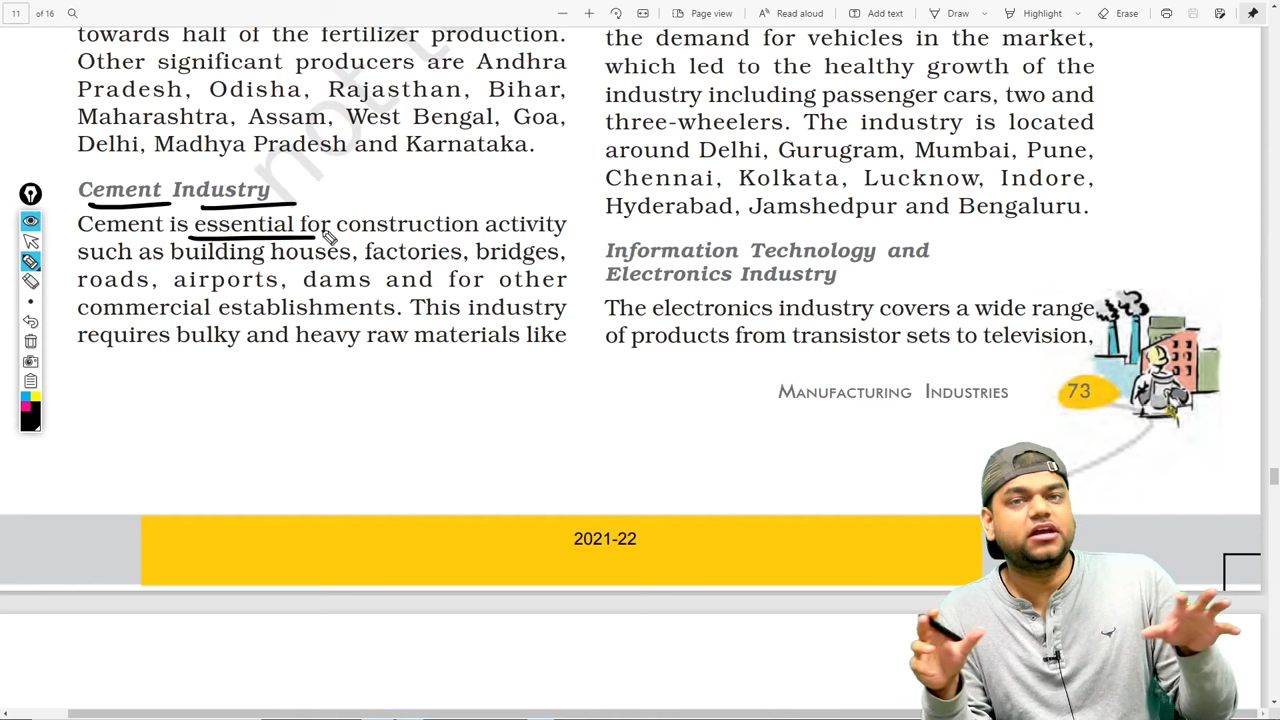 11 of 16 Page view Read aloud Add text Draw Highlight Erase
towards half of the fertilizer production.
Other significant producers are Andhra
Pradesh, Odisha, Rajasthan, Bihar,
Maharashtra, Assam, West Bengal, Goa,
Delhi, Madhya Pradesh and Karnataka.
Cement Industry
Cement is essential for construction activity
such as building houses, factories, bridges,
roads, airports, dams and for other
commercial establishments. This industry
requires bulky and heavy raw materials like
the demand for vehicles in the market,
which led to the healthy growth of the
industry including passenger cars, two and
three-wheelers. The industry is located
around Delhi, Gurugram, Mumbai, Pune,
Chennai, Kolkata, Lucknow, Indore,
Hyderabad, Jamshedpur and Bengaluru.
Information Technology and
Electronics Industry
The electronics industry covers a wide range
of products from transistor sets to television,
MANUFACTURING INDUSTRIES 73
2021-22
not